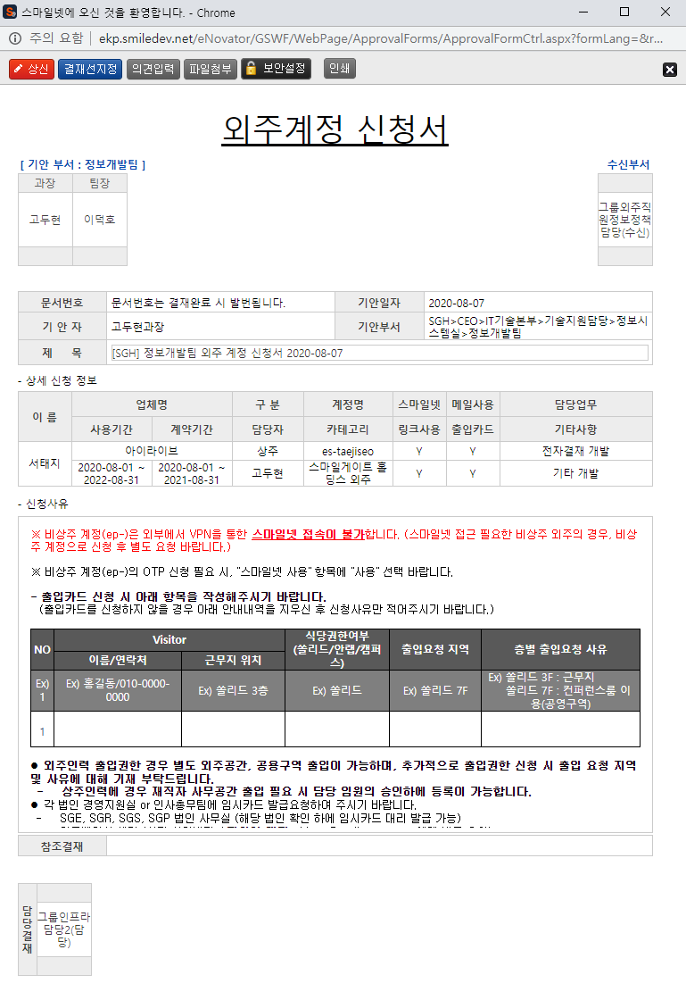 스마일넷에 오신 것을 환영합니다. - Chrome
주의 요함 | ekp.smiledev.net/eNovator/GSWF/WebPage/ApprovalForms/ApprovalFormCtrl.aspx?formLang=&r...
상신 결재선지정 의견입력 파일첨부 보안설정 인쇄
외주계정 신청서
[ 기안 부서 : 정보개발팀 ] 수신부서
과장 팀장
고두현 이덕호
그룹외주직
원정보정책
담당(수신)
문서번호 문서번호는 결재완료 시 발번됩니다. 기안일자 2020-08-07
기 안 자 고두현과장 기안부서 SGH>CEO>IT기술본부>기술지원담당>정보시
스템실>정보개발팀
제 목 [SGH] 정보개발팀 외주 계정 신청서 2020-08-07
- 상세 신청 정보
이 름 업체명 구 분 계정명 스마일넷 메일사용 담당업무
사용기간 계약기간 담당자 카테고리 링크사용 출입카드 기타사항
서태지 아이라이브 상주 es-taejiseo Y Y 전자결재 개발
2020-08-01 ~ 2020-08-01 ~ 고두현 스마일게이트 홀 Y Y 기타 개발
2022-08-31 2021-08-31 딩스 외주
- 신청사유
※ 비상주 계정(ep-)은 외부에서 VPN을 통한 스마일넷 접속이 불가합니다. (스마일넷 접근 필요한 비상주 외주의 경우, 비상
주 계정으로 신청 후 별도 요청 바랍니다.)
※ 비상주 계정(ep-)의 OTP 신청 필요 시, "스마일넷 사용" 항목에 "사용" 선택 바랍니다.
- 출입카드 신청 시 아래 항목을 작성해주시기 바랍니다.
(출입카드를 신청하지 않을 경우 아래 안내내역을 지우신 후 신청사유만 적어주시기 바랍니다.)
NO Visitor 식당권한여부 출입요청 지역 층별 출입요청 사유
(쏠리드/안랩/캠퍼
스)
이름/연락처 근무지 위치
Ex) Ex) 홍길동/010-0000- Ex) 쏠리드 3층 Ex) 쏠리드 Ex) 쏠리드 7F Ex) 쏠리드 3F : 근무지
1 0000 쏠리드 7F : 컨퍼런스룸 이
용(공영구역)
1
● 외주인력 출입권한 경우 별도 외주공간, 공용구역 출입이 가능하며, 추가적으로 출입권한 신청 시 출입 요청 지역
및 사유에 대해 기재 부탁드립니다.
- 상주인력에 경우 재직자 사무공간 출입 필요 시 담당 임원의 승인하에 등록이 가능합니다.
● 각 법인 경영지원실 or 인사총무팀에 임시카드 발급요청하며 주시기 바랍니다.
- SGE, SGR, SGS, SGP 법인 사무실 (해당 법인 확인 하에 임시카드 대리 발급 가능)
참조결재
담당결재
그룹인프라
담당2(담
당)